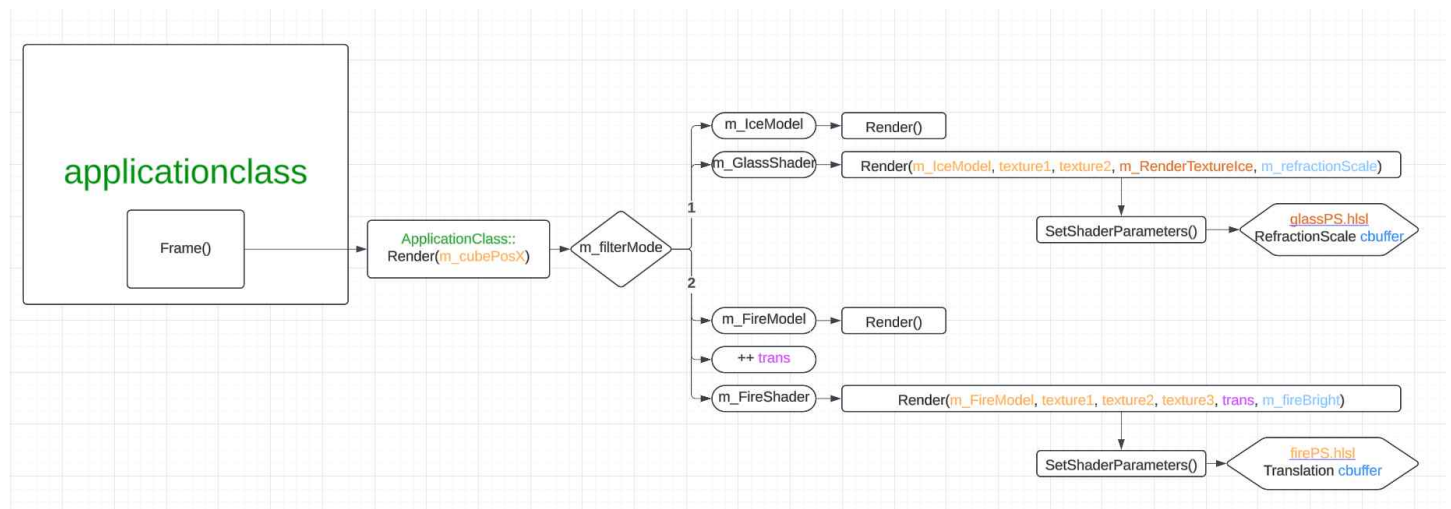 applicationclass
Frame()
ApplicationClass::
Render(m_cubePosX)
m_filterMode
1
m_IceModel
Render()
m_GlassShader
Render(m_IceModel, texture1, texture2, m_RenderTextureIce, m_refractionScale)
SetShaderParameters()
glassPS.hlsl
RefractionScale cbuffer
2
m_FireModel
Render()
++ trans
m_FireShader
Render(m_FireModel, texture1, texture2, texture3, trans, m_fireBright)
SetShaderParameters()
firePS.hlsl
Translation cbuffer